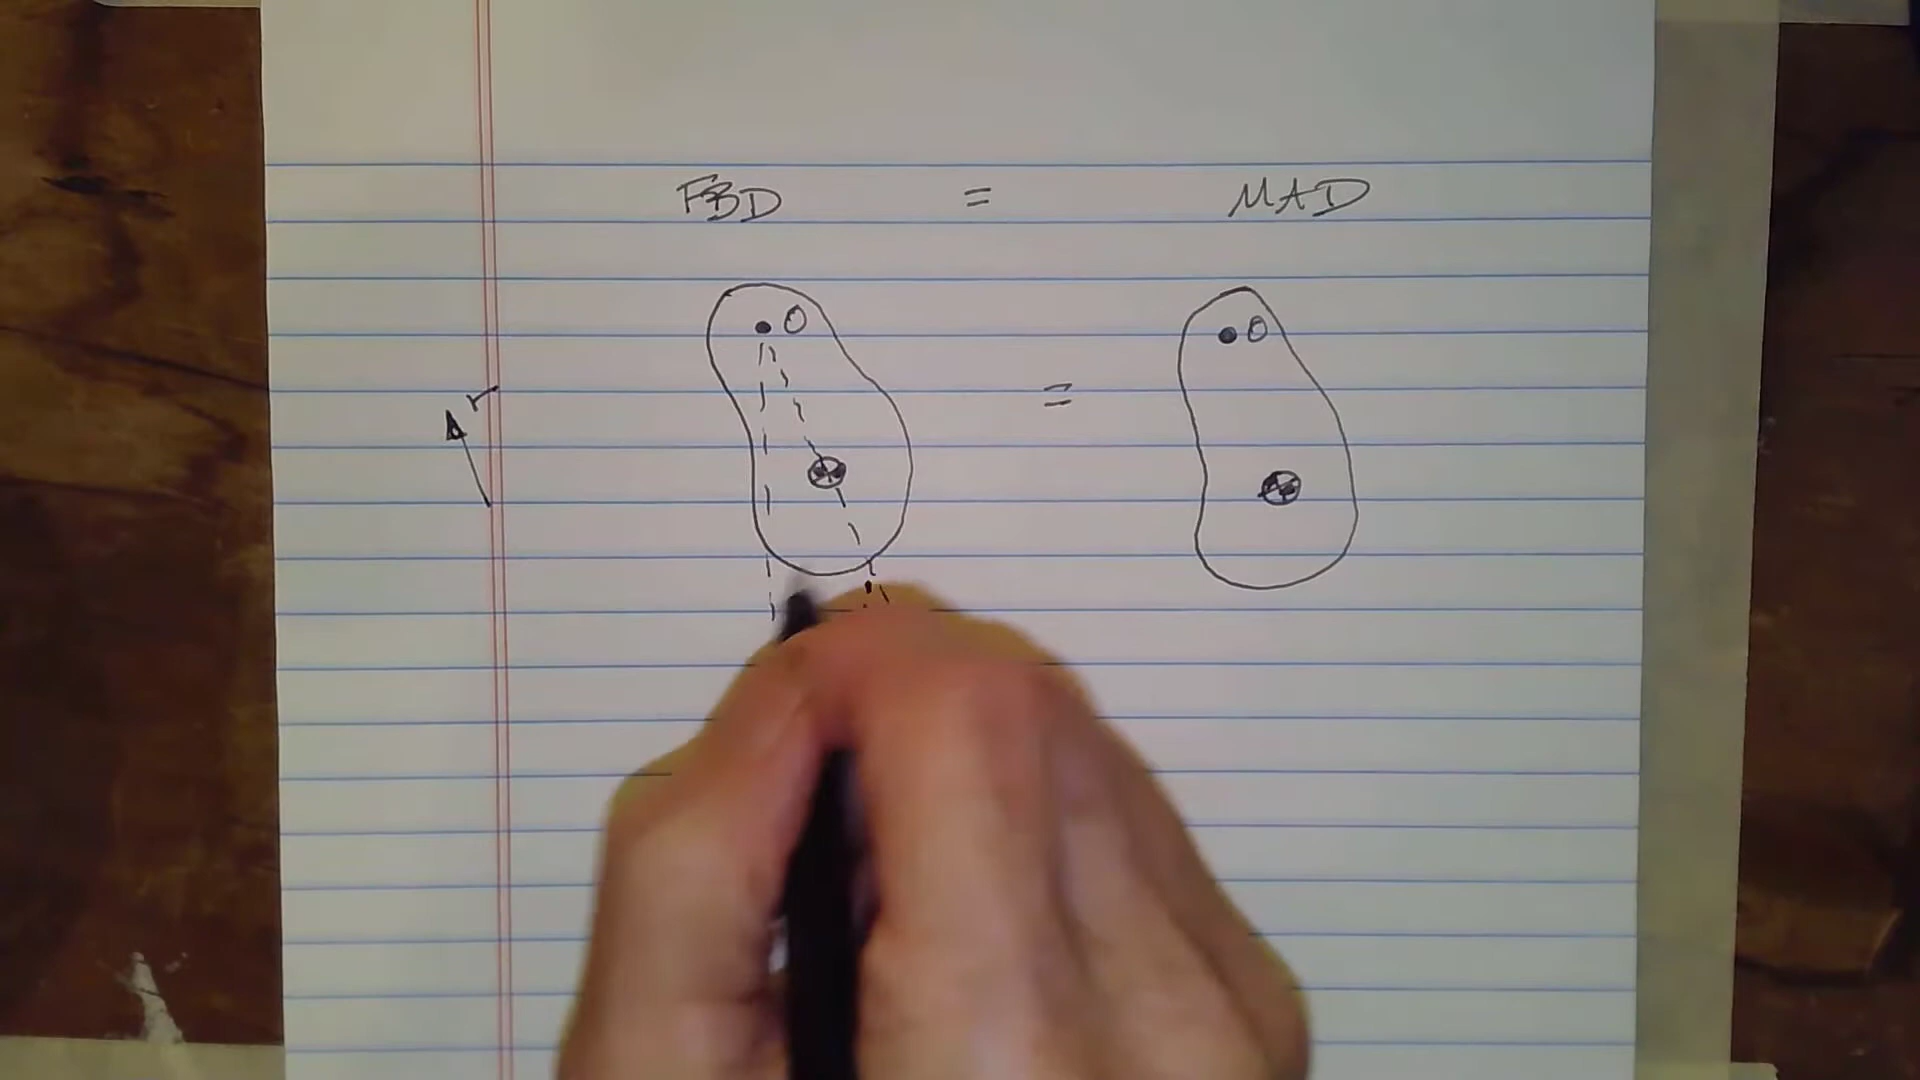 FBD = MAD
O O
r =